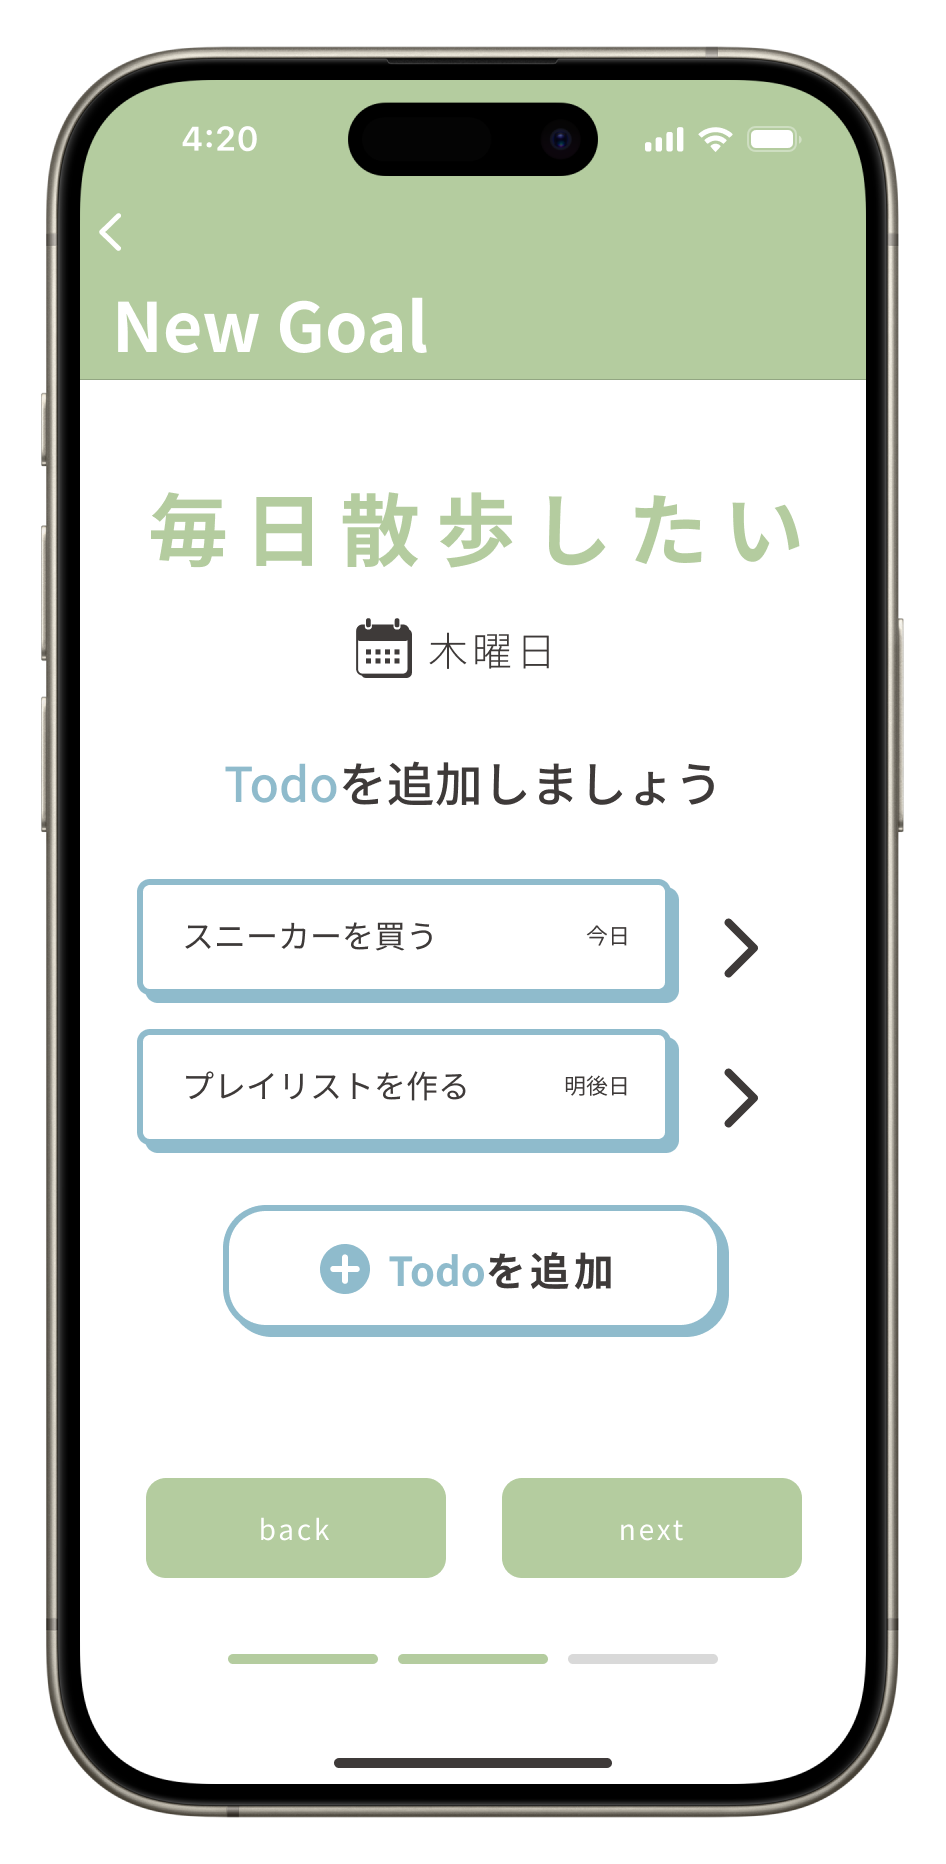 4:20
New Goal
毎日散歩したい
木曜日
Todoを追加しましょう
スニーカーを買う 今日
プレイリストを作る 明後日
Todoを追加
back next